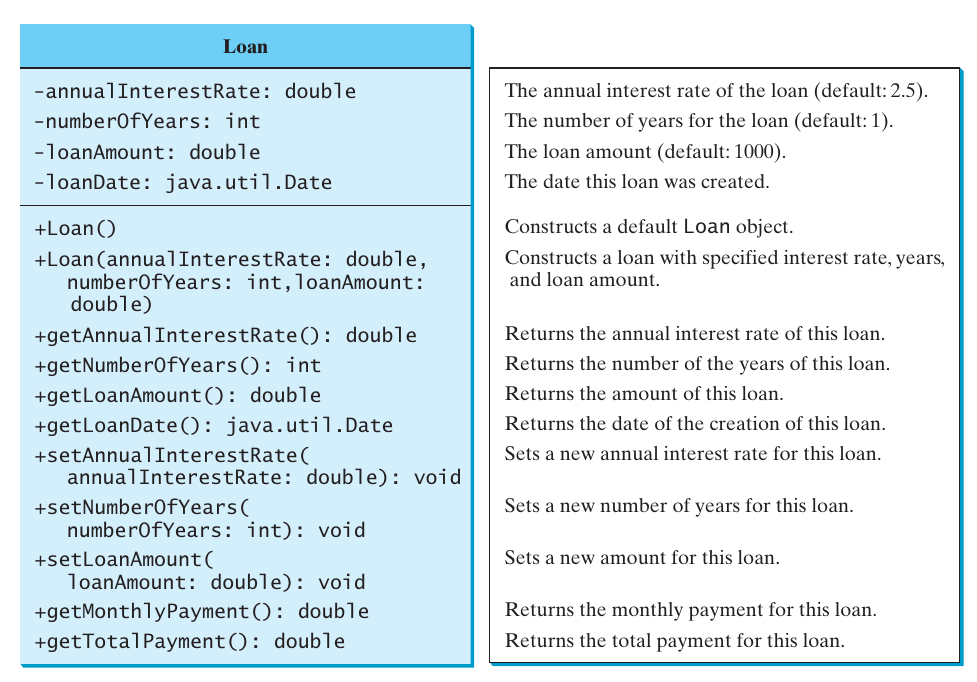 Loan
-annualInterestRate: double
The annual interest rate of the loan (default: 2.5).
-numberOfYears: int
The number of years for the loan (default: 1).
-loanAmount: double
The loan amount (default: 1000).
-loanDate: java.util.Date
The date this loan was created.
+Loan()
Constructs a default Loan object.
+Loan(annualInterestRate: double,
numberOfYears: int,loanAmount:
double)
Constructs a loan with specified interest rate, years,
and loan amount.
+getAnnualInterestRate(): double
Returns the annual interest rate of this loan.
+getNumberOfYears(): int
Returns the number of the years of this loan.
+getLoanAmount(): double
Returns the amount of this loan.
+getLoanDate(): java.util.Date
Returns the date of the creation of this loan.
+setAnnualInterestRate(
annualInterestRate: double): void
Sets a new annual interest rate for this loan.
+setNumberOfYears(
numberOfYears: int): void
Sets a new number of years for this loan.
+setLoanAmount(
loanAmount: double): void
Sets a new amount for this loan.
+getMonthlyPayment(): double
Returns the monthly payment for this loan.
+getTotalPayment(): double
Returns the total payment for this loan.